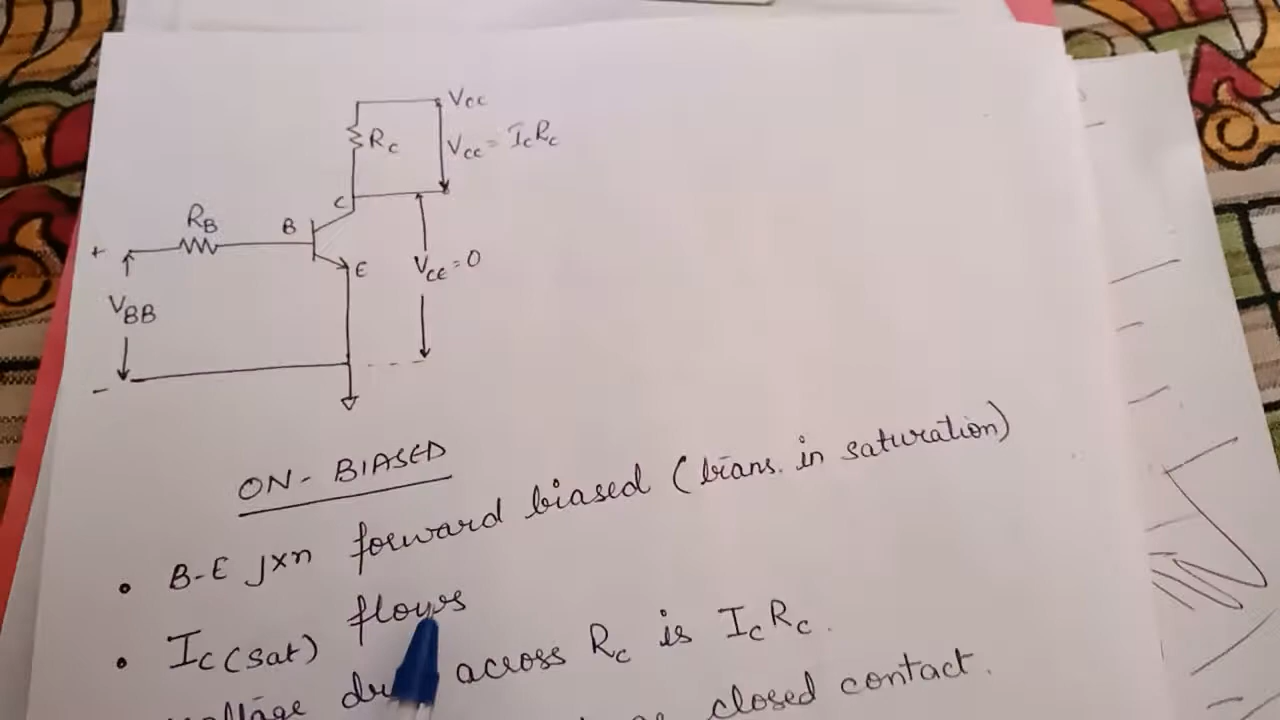 Vcc
Rc
Vcc = IcRc
C
RB
B
+
E
VCE = 0
VBB
-
ON-BIASED
• B-E jxn forward biased (trans. in saturation)
• Ic(sat) flows
voltage across Rc is IcRc.
closed contact.